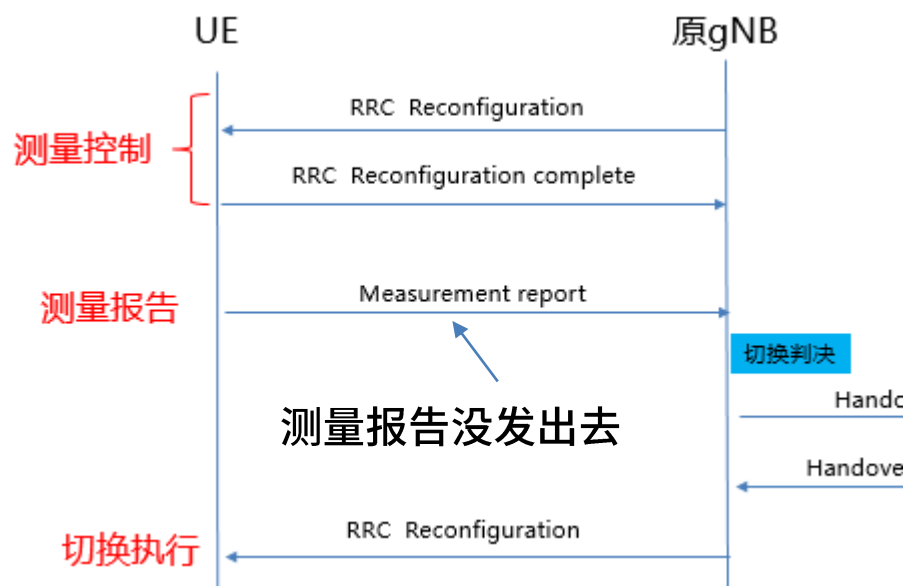 UE
原gNB
RRC Reconfiguration
测量控制
RRC Reconfiguration complete
测量报告
Measurement report
切换判决
Hando
测量报告没发出去
Handove
RRC Reconfiguration
切换执行